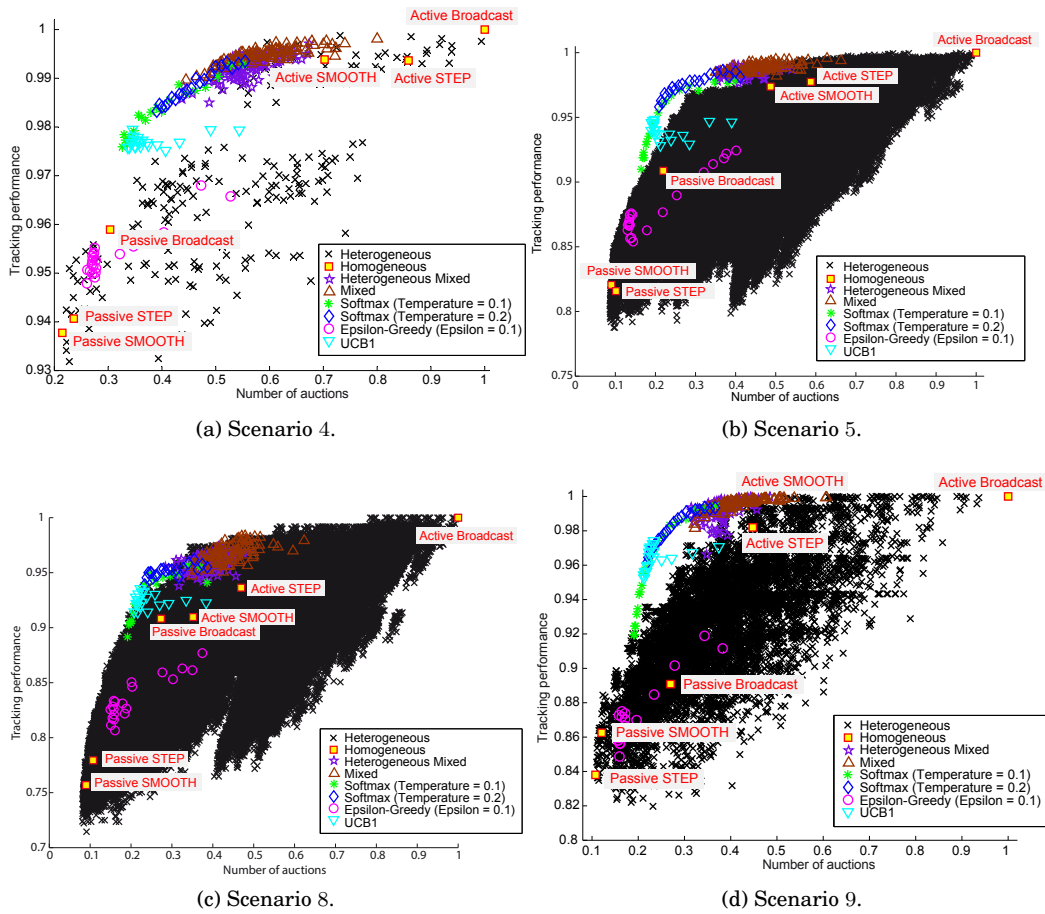 Active Broadcast
1
0.99
0.98
0.97
0.96
0.95
0.94
0.93
Tracking performance
Active SMOOTH
Active STEP
Passive Broadcast
Passive STEP
Passive SMOOTH
Heterogeneous
Homogeneous
Heterogeneous Mixed
Mixed
Softmax (Temperature = 0.1)
Softmax (Temperature = 0.2)
Epsilon-Greedy (Epsilon = 0.1)
UCB1
0.2 0.3 0.4 0.5 0.6 0.7 0.8 0.9 1
Number of auctions
(a) Scenario 4.
Active Broadcast
1
0.95
0.91
0.85
0.8
0.75
Tracking performance
Active STEP
Active SMOOTH
Passive Broadcast
Passive SMOOTH
Passive STEP
Heterogeneous
Homogeneous
Heterogeneous Mixed
Mixed
Softmax (Temperature = 0.1)
Softmax (Temperature = 0.2)
Epsilon-Greedy (Epsilon = 0.1)
UCB1
0 0.1 0.2 0.3 0.4 0.5 0.6 0.7 0.8 0.9 1
Number of auctions
(b) Scenario 5.
1
0.95
0.9
0.85
0.8
0.75
0.7
Tracking performance
Active Broadcast
Active STEP
Active SMOOTH
Passive Broadcast
Passive STEP
Passive SMOOTH
Heterogeneous
Homogeneous
Heterogeneous Mixed
Mixed
Softmax (Temperature = 0.1)
Softmax (Temperature = 0.2)
Epsilon-Greedy (Epsilon = 0.1)
UCB1
0 0.1 0.2 0.3 0.4 0.5 0.6 0.7 0.8 0.9 1
Number of auctions
(c) Scenario 8.
Active SMOOTH
Active Broadcast
1
0.98
0.96
0.94
0.92
0.9
0.88
0.86
0.84
0.82
0.8
Tracking performance
Active STEP
Passive Broadcast
Passive SMOOTH
Passive STEP
Heterogeneous
Homogeneous
Heterogeneous Mixed
Mixed
Softmax (Temperature = 0.1)
Softmax (Temperature = 0.2)
Epsilon-Greedy (Epsilon = 0.1)
UCB1
0.1 0.2 0.3 0.4 0.5 0.6 0.7 0.8 0.9 1
Number of auctions
(d) Scenario 9.